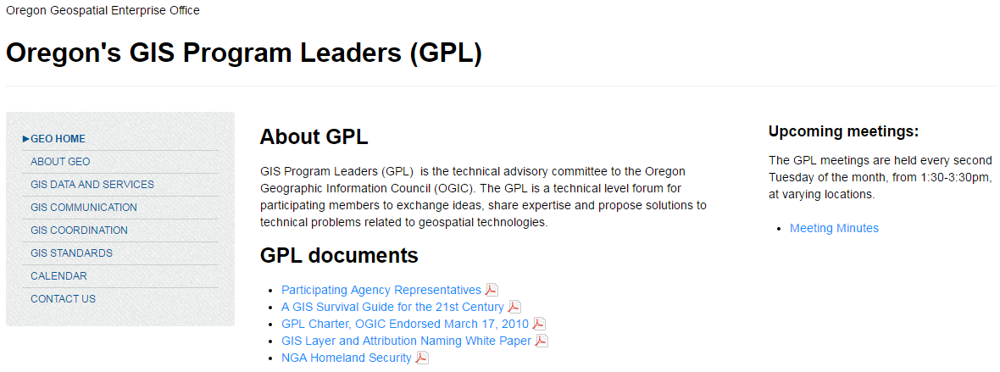 Oregon Geospatial Enterprise Office
Oregon's GIS Program Leaders (GPL)
GEO HOME
ABOUT GEO
GIS DATA AND SERVICES
GIS COMMUNICATION
GIS COORDINATION
GIS STANDARDS
CALENDAR
CONTACT US
About GPL
GIS Program Leaders (GPL)  is the technical advisory committee to the Oregon
Geographic Information Council (OGIC). The GPL is a technical level forum for
participating members to exchange ideas, share expertise and propose solutions to
technical problems related to geospatial technologies.
GPL documents
Participating Agency Representatives
A GIS Survival Guide for the 21st Century
GPL Charter, OGIC Endorsed March 17, 2010
GIS Layer and Attribution Naming White Paper
NGA Homeland Security
Upcoming meetings:
The GPL meetings are held every second
Tuesday of the month, from 1:30-3:30pm,
at varying locations.
Meeting Minutes